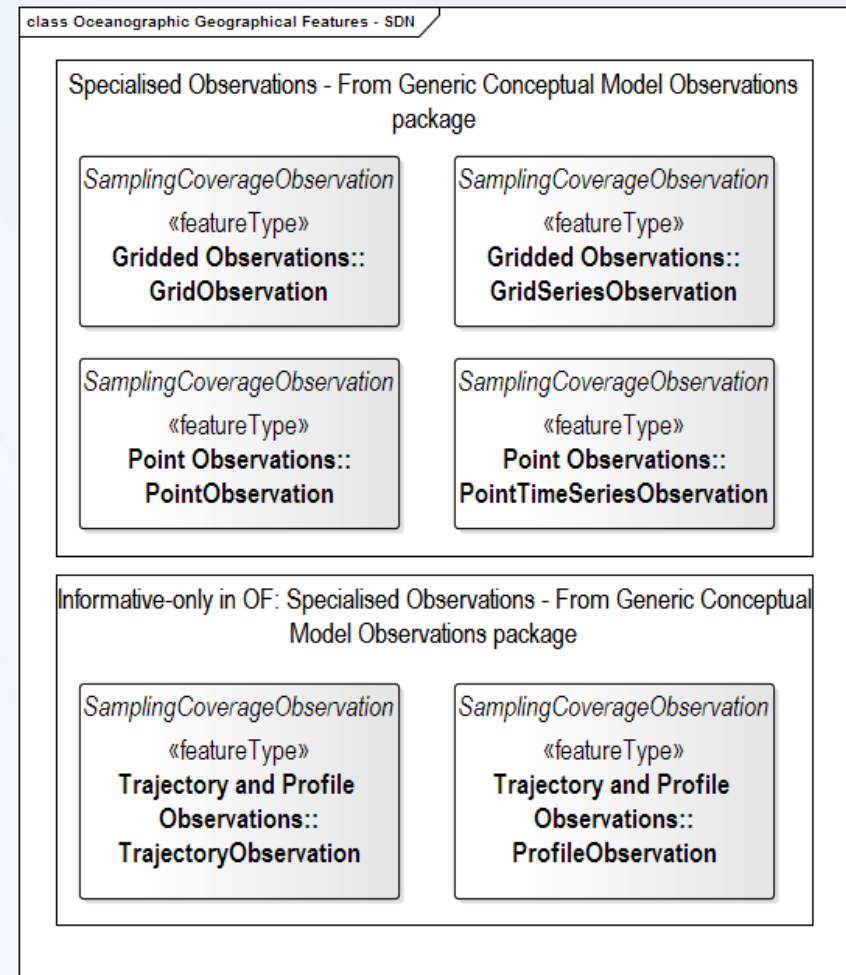 class Oceanographic Geographical Features - SDN
Specialised Observations - From Generic Conceptual Model Observations
package
SamplingCoverageObservation
«featureType»
Gridded Observations::
GridObservation
SamplingCoverageObservation
«featureType»
Gridded Observations::
GridSeriesObservation
SamplingCoverageObservation
«featureType»
Point Observations::
PointObservation
SamplingCoverageObservation
«featureType»
Point Observations::
PointTimeSeriesObservation
Informative-only in OF: Specialised Observations - From Generic Conceptual
Model Observations package
SamplingCoverageObservation
«featureType»
Trajectory and Profile
Observations::
TrajectoryObservation
SamplingCoverageObservation
«featureType»
Trajectory and Profile
Observations::
ProfileObservation